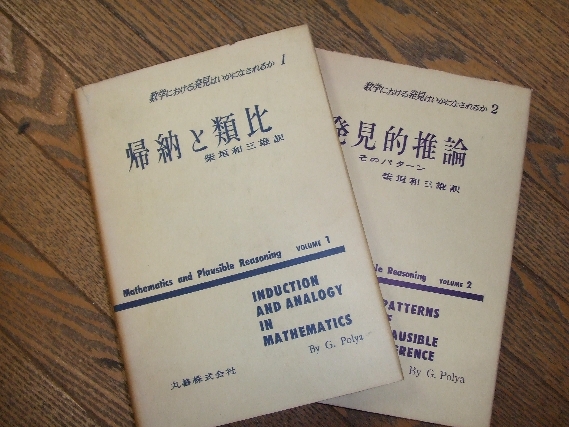 数学における発見はいかになされるか 1
帰納と類比
柴垣和三雄訳
Mathematics and Plausible Reasoning VOLUME 1
INDUCTION
AND ANALOGY
IN
MATHEMATICS
By G. Polya
丸善株式会社
数学における発見はいかになされるか 2
発見的推論
そのパターン
柴垣和三雄訳
Reasoning VOLUME 2
PATTERNS
By G. Polya